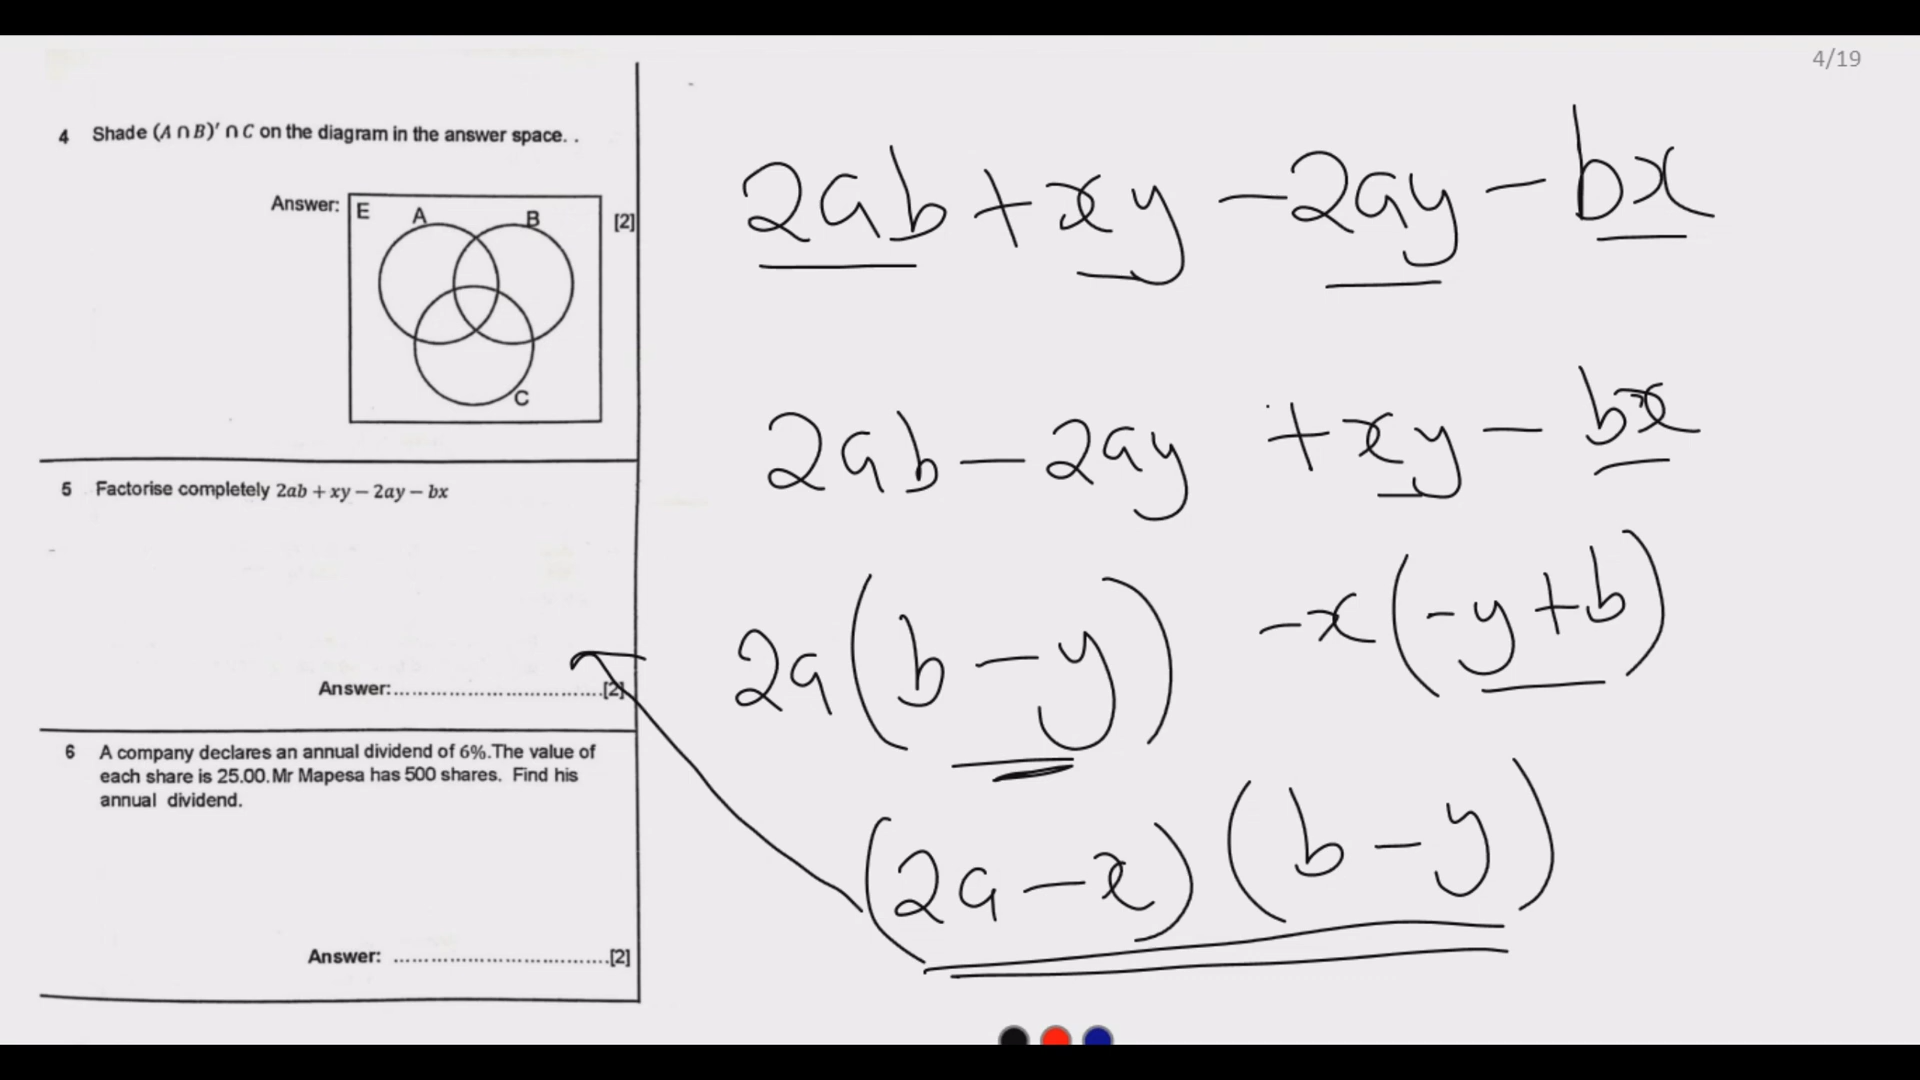 4/19
4 Shade (A ∩ B)′ ∩ C on the diagram in the answer space. .
Answer: E A B [2]
C
5 Factorise completely 2ab + xy − 2ay − bx
Answer:..................................[2]
6 A company declares an annual dividend of 6%.The value of
each share is 25.00.Mr Mapesa has 500 shares. Find his
annual dividend.
Answer: ..................................[2]
2ab + xy − 2ay − bx
2ab − 2ay + xy − bx
2a(b − y) −x(−y + b)
(2a − x)(b − y)